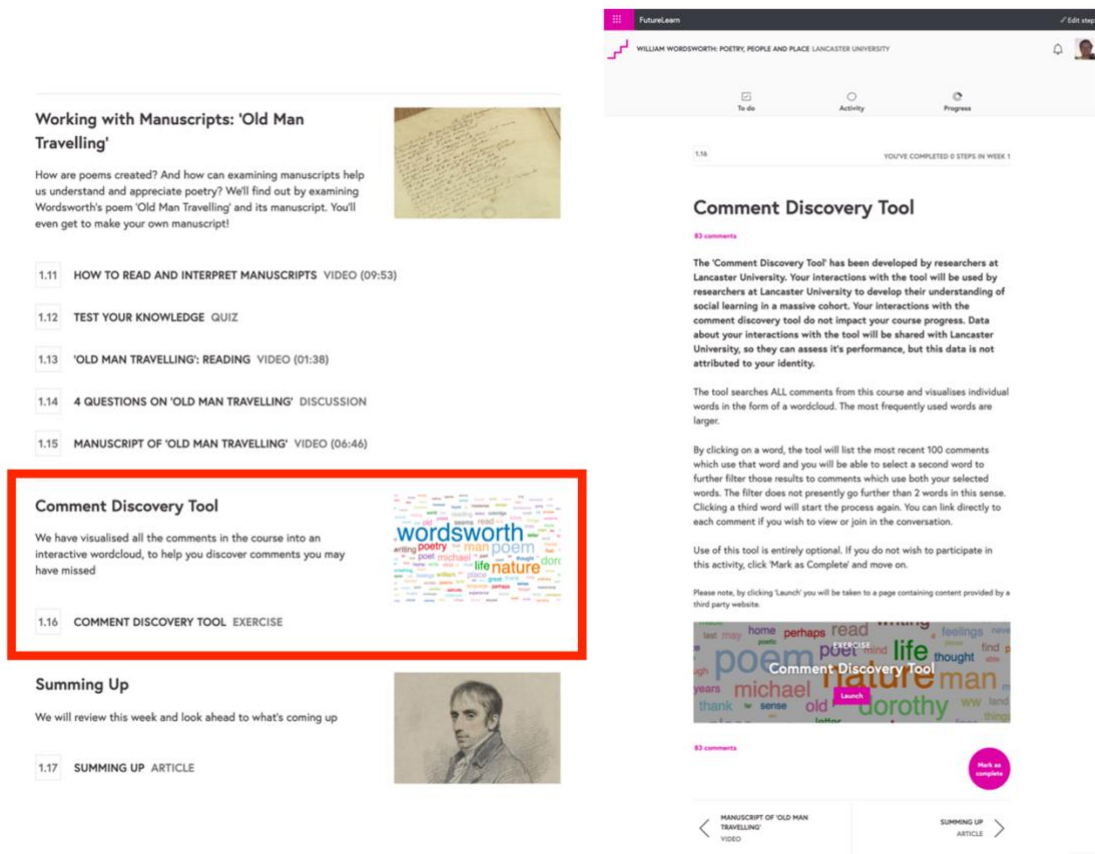 Working with Manuscripts: 'Old Man
Travelling'
How are poems created? And how can examining manuscripts help
us understand and appreciate poetry? We'll find out by examining
Wordsworth's poem 'Old Man Travelling' and its manuscript. You'll
even get to make your own manuscript!
1.11 HOW TO READ AND INTERPRET MANUSCRIPTS VIDEO (09:53)
1.12 TEST YOUR KNOWLEDGE QUIZ
1.13 'OLD MAN TRAVELLING': READING VIDEO (01:38)
1.14 4 QUESTIONS ON 'OLD MAN TRAVELLING' DISCUSSION
1.15 MANUSCRIPT OF 'OLD MAN TRAVELLING' VIDEO (06:46)
Comment Discovery Tool
We have visualised all the comments in the course into an
interactive wordcloud, to help you discover comments you may
have missed
old seems read
wordsworth
writing poetry man poem
poet michael thought
life nature
place
great
perhaps
1.16 COMMENT DISCOVERY TOOL EXERCISE
Summing Up
We will review this week and look ahead to what's coming up
1.17 SUMMING UP ARTICLE
FutureLearn
Edit step
WILLIAM WORDSWORTH: POETRY, PEOPLE AND PLACE LANCASTER UNIVERSITY
To do Activity Progress
1.16 YOU'VE COMPLETED 0 STEPS IN WEEK 1
Comment Discovery Tool
83 comments
The 'Comment Discovery Tool' has been developed by researchers at
Lancaster University. Your interactions with the tool will be used by
researchers at Lancaster University to develop their understanding of
social learning in a massive cohort. Your interactions with the
comment discovery tool do not impact your course progress. Data
about your interactions with the tool will be shared with Lancaster
University, so they can assess it's performance, but this data is not
attributed to your identity.
The tool searches ALL comments from this course and visualises individual
words in the form of a wordcloud. The most frequently used words are
larger.
By clicking on a word, the tool will list the most recent 100 comments
which use that word and you will be able to select a second word to
further filter those results to comments which use both your selected
words. The filter does not presently go further than 2 words in this sense.
Clicking a third word will start the process again. You can link directly to
each comment if you wish to view or join in the conversation.
Use of this tool is entirely optional. If you do not wish to participate in
this activity, click 'Mark as Complete' and move on.
Please note, by clicking 'Launch' you will be taken to a page containing content provided by a
third party website.
writing
last may home perhaps read feelings
poetic EXERCISE
poem poet mind life thought find
Comment Discovery Tool
years michael nature man
Launch
thank sense old dorothy ww land
letter things
83 comments
Mark as
complete
MANUSCRIPT OF 'OLD MAN
TRAVELLING'
VIDEO
SUMMING UP
ARTICLE